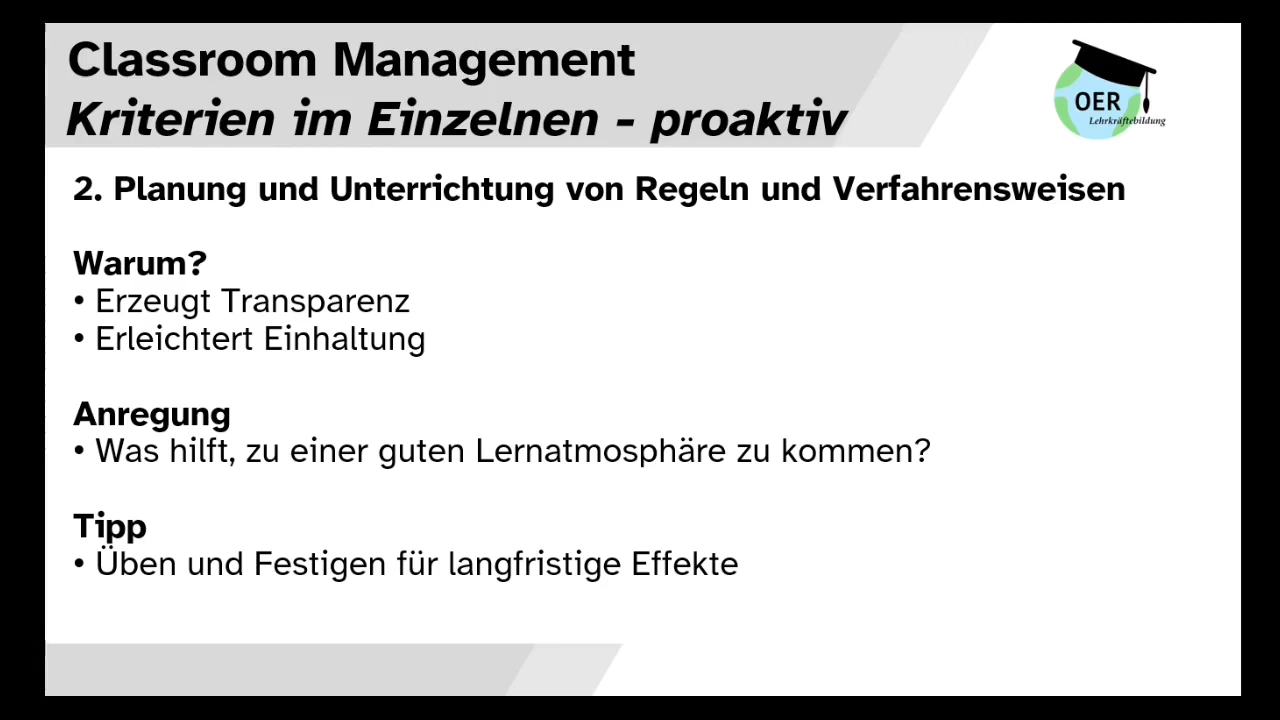 Classroom Management
Kriterien im Einzelnen - proaktiv
OER
Lehrkräftebildung
2. Planung und Unterrichtung von Regeln und Verfahrensweisen
Warum?
• Erzeugt Transparenz
• Erleichtert Einhaltung
Anregung
• Was hilft, zu einer guten Lernatmosphäre zu kommen?
Tipp
• Üben und Festigen für langfristige Effekte